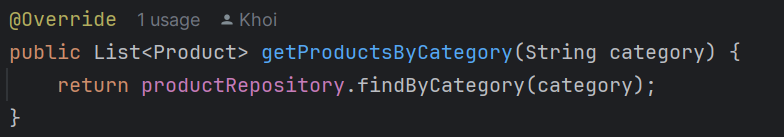 @Override 1 usage Khoi
public List<Product> getProductsByCategory(String category) {
    return productRepository.findByCategory(category);
}